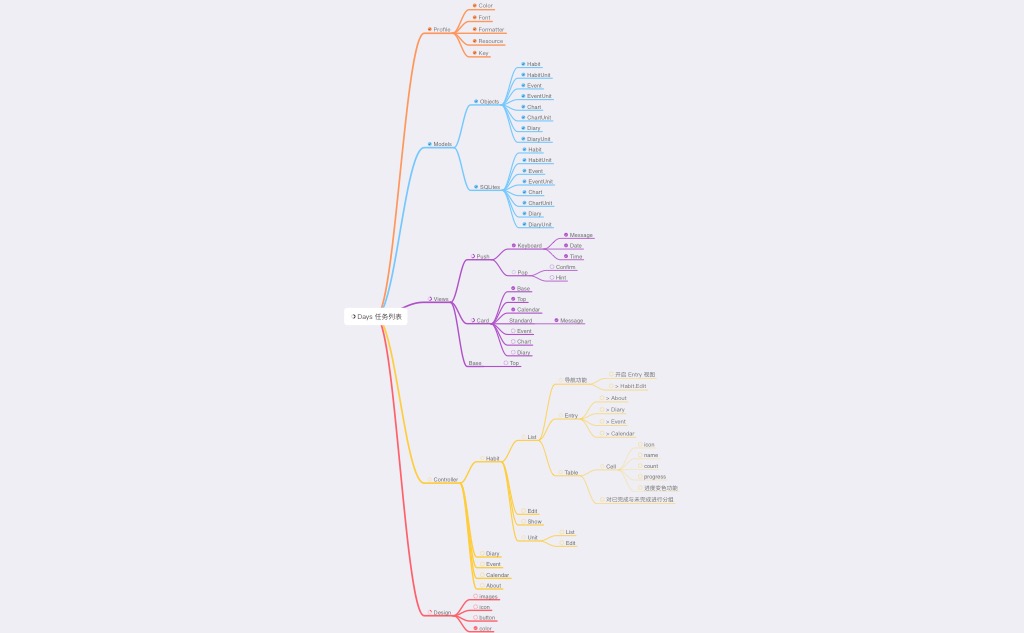 Days 任务列表
Profile
Color
Font
Formatter
Resource
Key
Models
Objects
Habit
HabitUnit
Event
EventUnit
Chart
ChartUnit
Diary
DiaryUnit
SQLites
Habit
HabitUnit
Event
EventUnit
Chart
ChartUnit
Diary
DiaryUnit
Views
Push
Keyboard
Message
Date
Time
Pop
Confirm
Hint
Card
Base
Top
Calendar
Standard
Message
Event
Chart
Diary
Base
Top
Controller
Habit
List
导航功能
开启 Entry 视图
> Habit.Edit
Entry
> About
> Diary
> Event
> Calendar
Table
Cell
icon
name
count
progress
进度变色功能
对已完成与未完成进行分组
Edit
Show
Unit
List
Edit
Diary
Event
Calendar
About
Design
images
icon
button
color